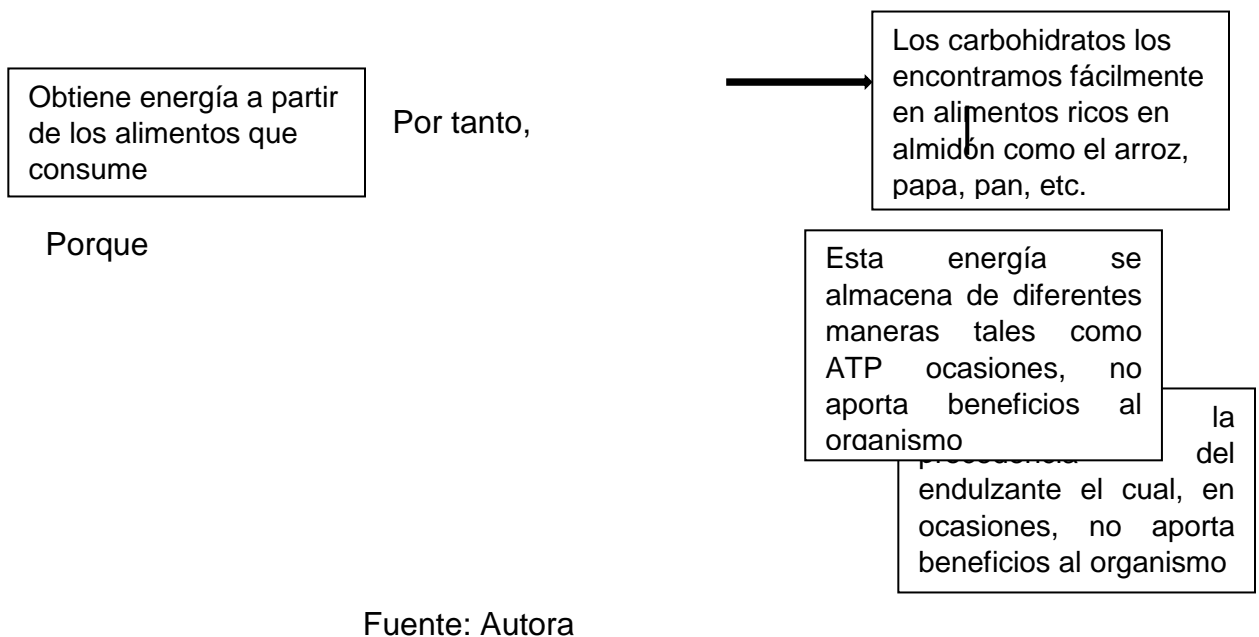 Obtiene energía a partir
de los alimentos que
consume
Por tanto,
Porque
Los carbohidratos los
encontramos fácilmente
en alimentos ricos en
almidón como el arroz,
papa, pan, etc.
Esta energía se
almacena de diferentes
maneras tales como
ATP ocasiones, no
aporta beneficios al
organismo
la
del
endulzante el cual, en
ocasiones, no aporta
beneficios al organismo
Fuente: Autora